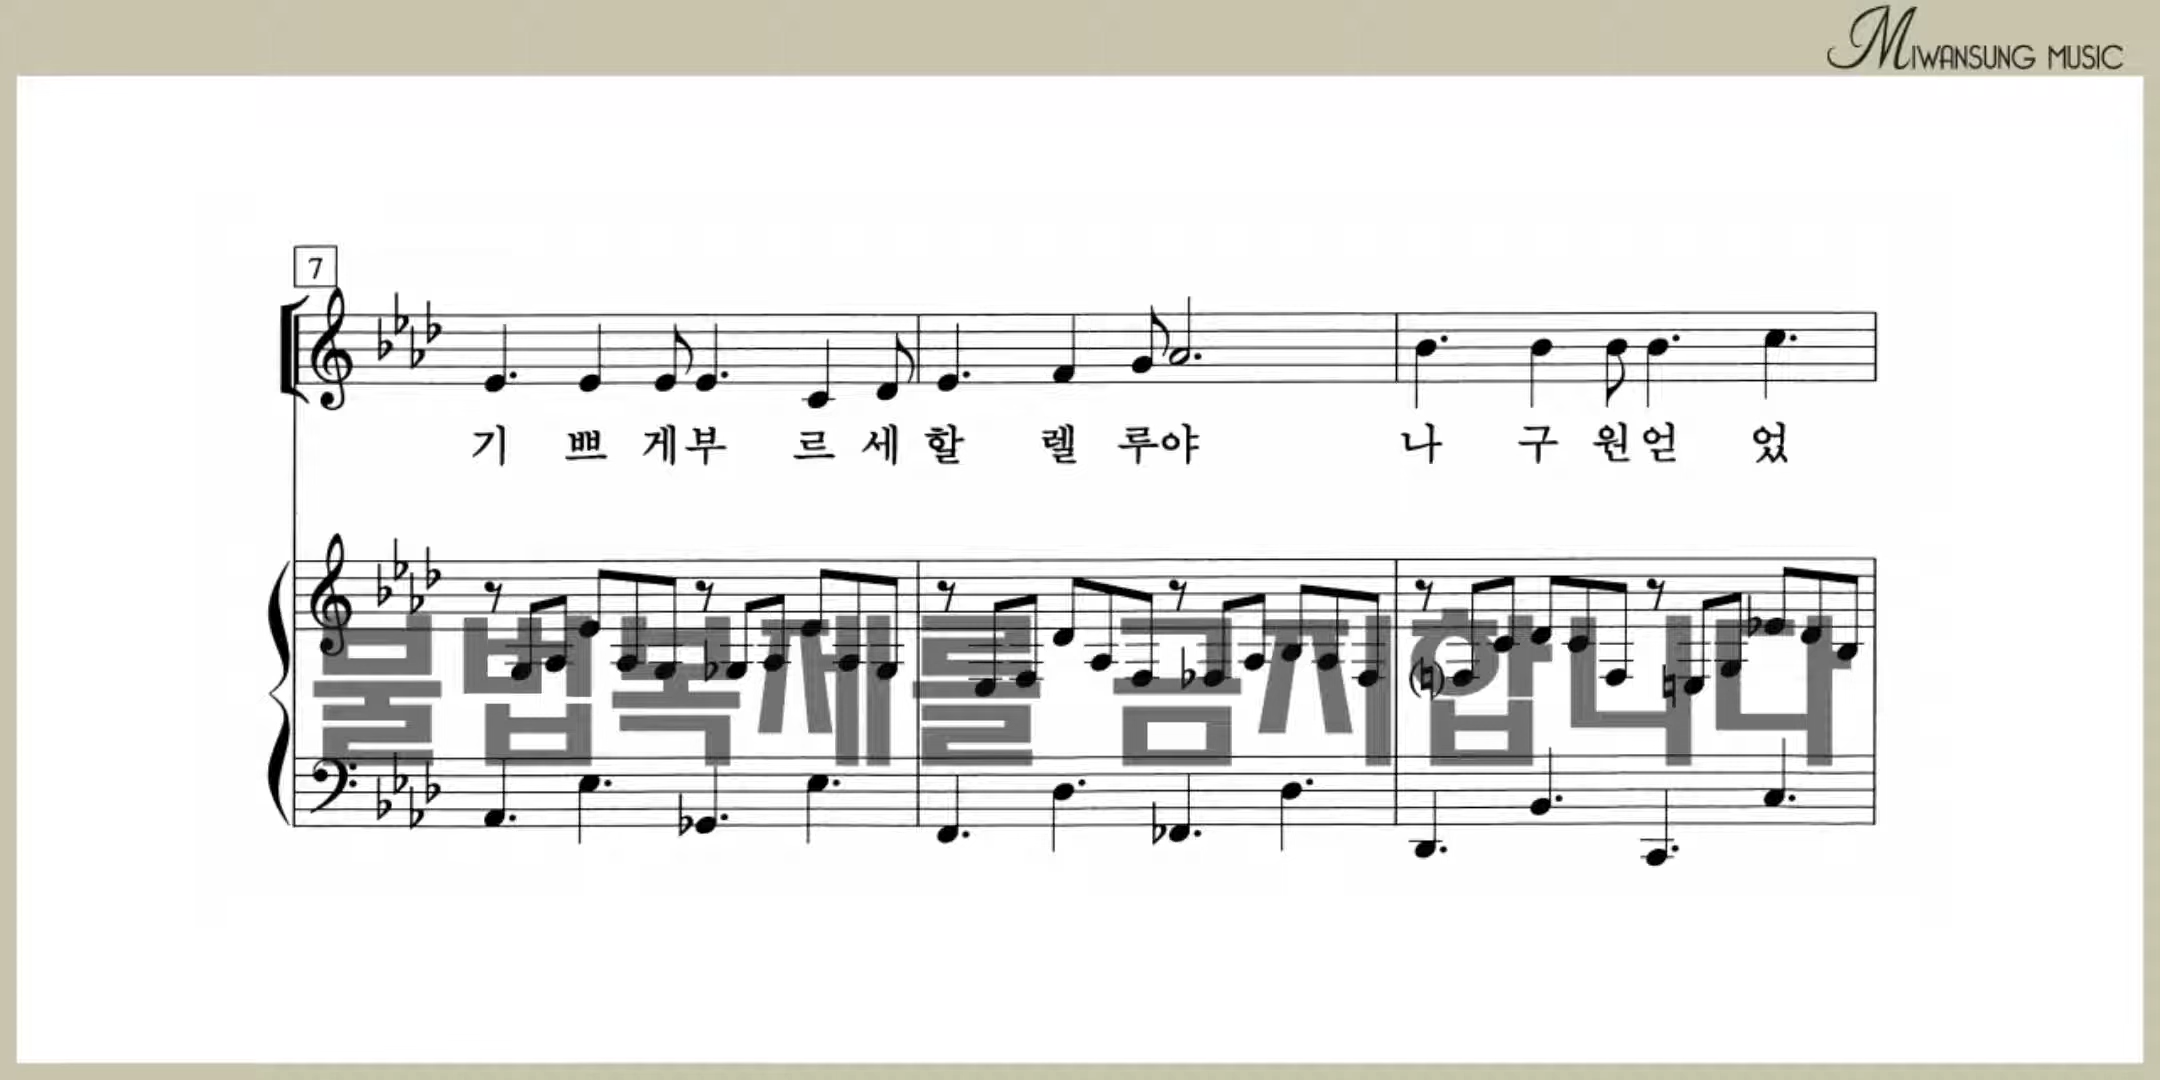 MIWANSUNG MUSIC
7
기 쁘 게부 르 세 할 렐 루야 나 구 원얻 었
불법복제를 금지합니다